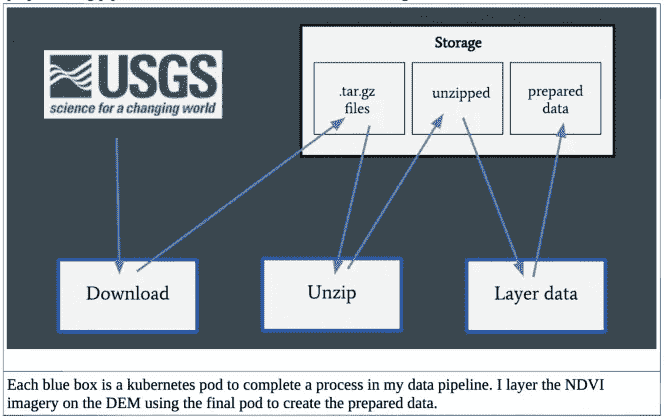 USGS
science for a changing world
Storage
.tar.gz
files
unzipped
prepared
data
Download
Unzip
Layer data
Each blue box is a kubernetes pod to complete a process in my data pipeline. I layer the NDVI
imagery on the DEM using the final pod to create the prepared data.